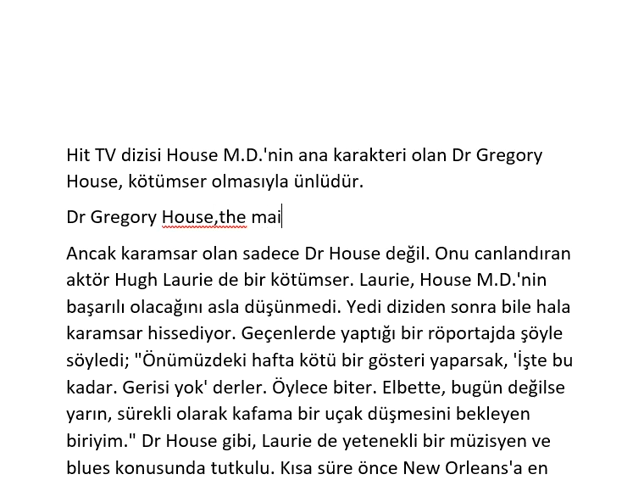 Hit TV dizisi House M.D.'nin ana karakteri olan Dr Gregory
House, kötümser olmasıyla ünlüdür.
Dr Gregory House,the mai
Ancak karamsar olan sadece Dr House değil. Onu canlandıran
aktör Hugh Laurie de bir kötümser. Laurie, House M.D.'nin
başarılı olacağını asla düşünmedi. Yedi diziden sonra bile hala
karamsar hissediyor. Geçenlerde yaptığı bir röportajda şöyle
söyledi; "Önümüzdeki hafta kötü bir gösteri yaparsak, 'İşte bu
kadar. Gerisi yok' derler. Öylece biter. Elbette, bugün değilse
yarın, sürekli olarak kafama bir uçak düşmesini bekleyen
biriyim." Dr House gibi, Laurie de yetenekli bir müzisyen ve
blues konusunda tutkulu. Kısa süre önce New Orleans'a en